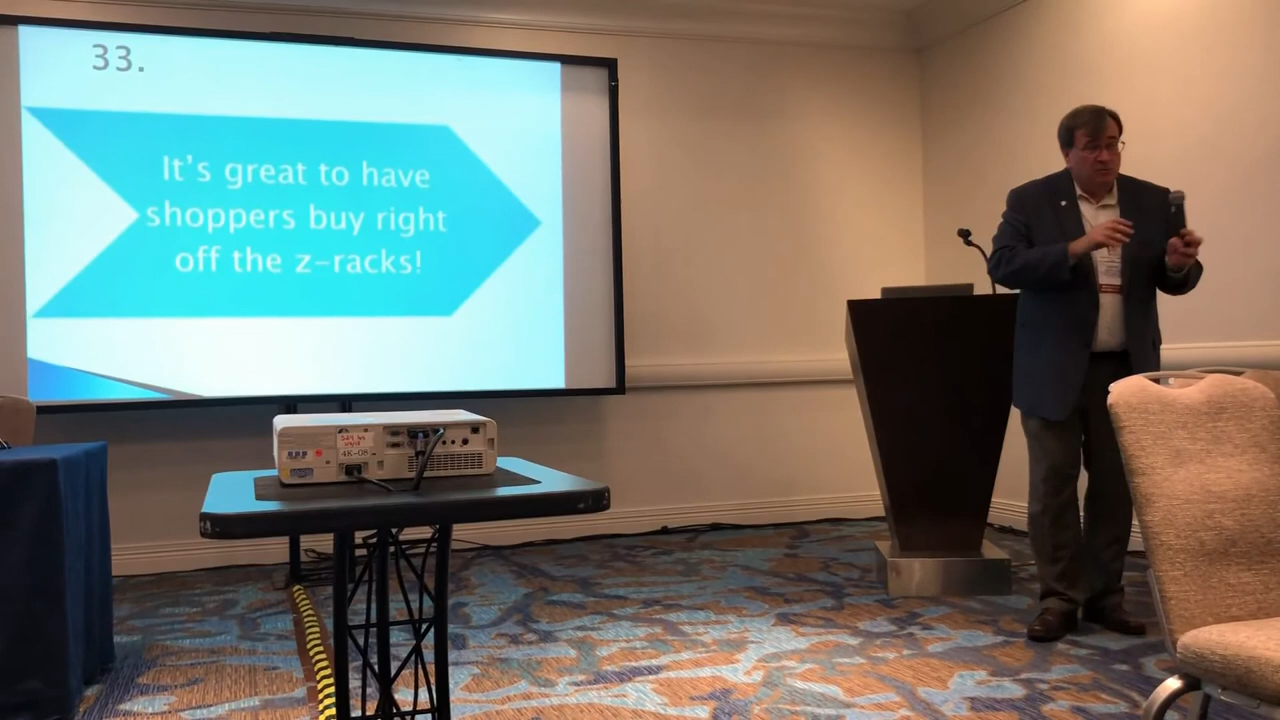 33.
It's great to have
shoppers buy right
off the z-racks!
4K-08